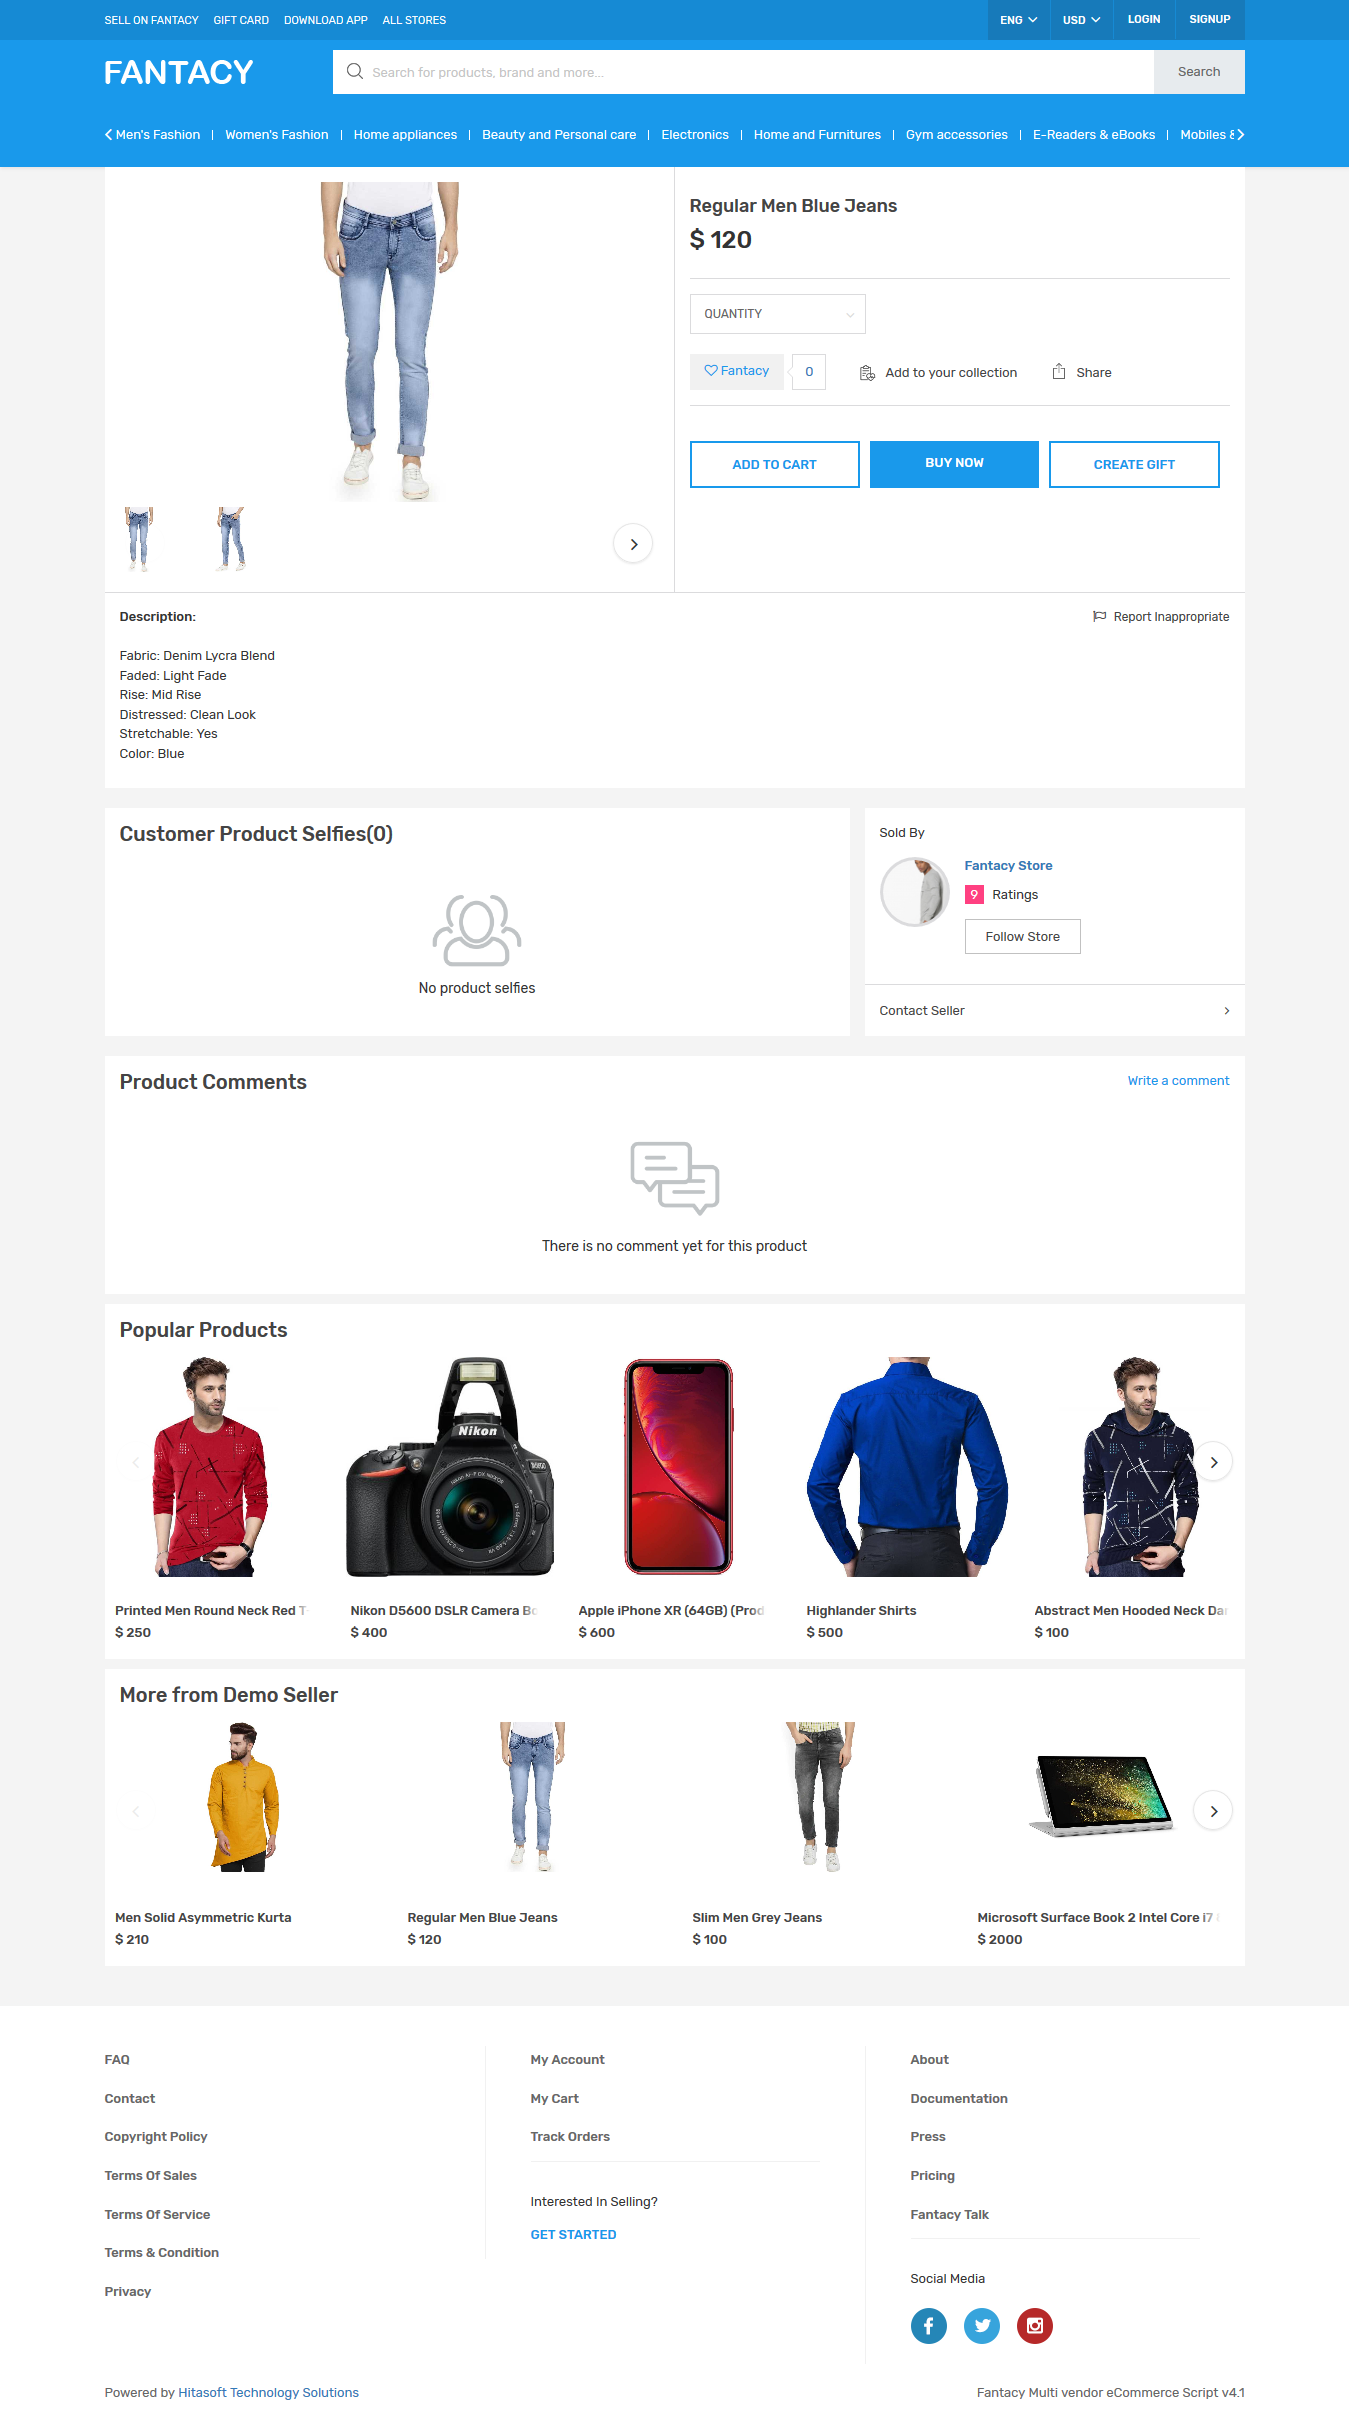 SELL ON FANTACY GIFT CARD DOWNLOAD APP ALL STORES ENG USD LOGIN SIGNUP
FANTACY Search for products, brand and more... Search
Men's Fashion Women's Fashion Home appliances Beauty and Personal care Electronics Home and Furnitures Gym accessories E-Readers & eBooks Mobiles &
Regular Men Blue Jeans
$ 120
QUANTITY
Fantacy 0 Add to your collection Share
ADD TO CART BUY NOW CREATE GIFT
Description: Report Inappropriate
Fabric: Denim Lycra Blend
Faded: Light Fade
Rise: Mid Rise
Distressed: Clean Look
Stretchable: Yes
Color: Blue
Customer Product Selfies(0)
No product selfies
Sold By
Fantacy Store
9 Ratings
Follow Store
Contact Seller
Product Comments Write a comment
There is no comment yet for this product
Popular Products
Nikon
Printed Men Round Neck Red T- Nikon D5600 DSLR Camera Bo Apple iPhone XR (64GB) (Prod Highlander Shirts Abstract Men Hooded Neck Dar
$ 250 $ 400 $ 600 $ 500 $ 100
More from Demo Seller
Men Solid Asymmetric Kurta Regular Men Blue Jeans Slim Men Grey Jeans Microsoft Surface Book 2 Intel Core i7
$ 210 $ 120 $ 100 $ 2000
FAQ
Contact
Copyright Policy
Terms Of Sales
Terms Of Service
Terms & Condition
Privacy
My Account
My Cart
Track Orders
Interested In Selling?
GET STARTED
About
Documentation
Press
Pricing
Fantacy Talk
Social Media
Powered by Hitasoft Technology Solutions Fantacy Multi vendor eCommerce Script v4.1